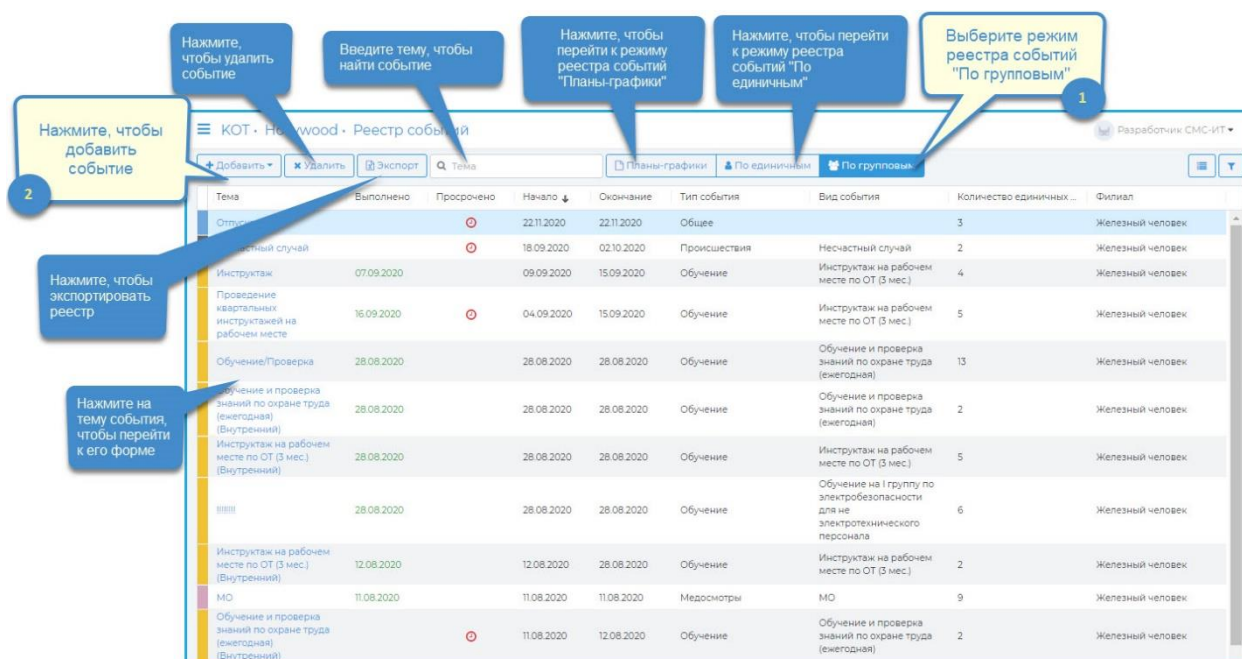 Нажмите,
чтобы удалить
событие
Введите тему, чтобы
найти событие
Нажмите, чтобы
перейти к режиму
реестра событий
"Планы-графики"
Нажмите, чтобы перейти
к режиму реестра
событий "По
единичным"
Выберите режим
реестра событий
"По групповым"
1
Нажмите, чтобы
добавить
событие
2
КОТ • Ho wood • Реестр событий
Разработчик СМС-ИТ
+ Добавить
× Удалить
Экспорт
Тема
Планы-графики
По единичным
По групповым
Тема Выполнено Просрочено Начало ↓ Окончание Тип события Вид события Количество единичных ... Филиал
Отпуск 22.11.2020 22.11.2020 Общее 3 Железный человек
случай 18.09.2020 02.10.2020 Происшествия Несчастный случай 2 Железный человек
Нажмите, чтобы
экспортировать
реестр
Инструктаж 07.09.2020 09.09.2020 15.09.2020 Обучение Инструктаж на рабочем 4 Железный человек
месте по ОТ (3 мес.)
Проведение
квартальных
инструктажей на
рабочем месте
16.09.2020 04.09.2020 15.09.2020 Обучение Инструктаж на рабочем 5 Железный человек
месте по ОТ (3 мес.)
Обучение/Проверка 28.08.2020 28.08.2020 28.08.2020 Обучение Обучение и проверка 13 Железный человек
знаний по охране труда
(ежегодная)
Нажмите на
тему события,
чтобы перейти
к его форме
Обучение и проверка
знаний по охране труда
(ежегодная)
(Внутренний)
28.08.2020 28.08.2020 28.08.2020 Обучение Обучение и проверка 2 Железный человек
знаний по охране труда
(ежегодная)
Инструктаж на рабочем
месте по ОТ (3 мес.)
(Внутренний)
28.08.2020 28.08.2020 28.08.2020 Обучение Инструктаж на рабочем 5 Железный человек
месте по ОТ (3 мес.)
28.08.2020 28.08.2020 28.08.2020 Обучение Обучение на I группу по 6 Железный человек
электробезопасности
для не
электротехнического
персонала
Инструктаж на рабочем
месте по ОТ (3 мес.)
(Внутренний)
12.08.2020 12.08.2020 28.08.2020 Обучение Инструктаж на рабочем 2 Железный человек
месте по ОТ (3 мес.)
МО 11.08.2020 11.08.2020 11.08.2020 Медосмотры МО 9 Железный человек
Обучение и проверка
знаний по охране труда
(ежегодная)
(Внутренний)
11.08.2020 12.08.2020 Обучение Обучение и проверка 2 Железный человек
знаний по охране труда
(ежегодная)